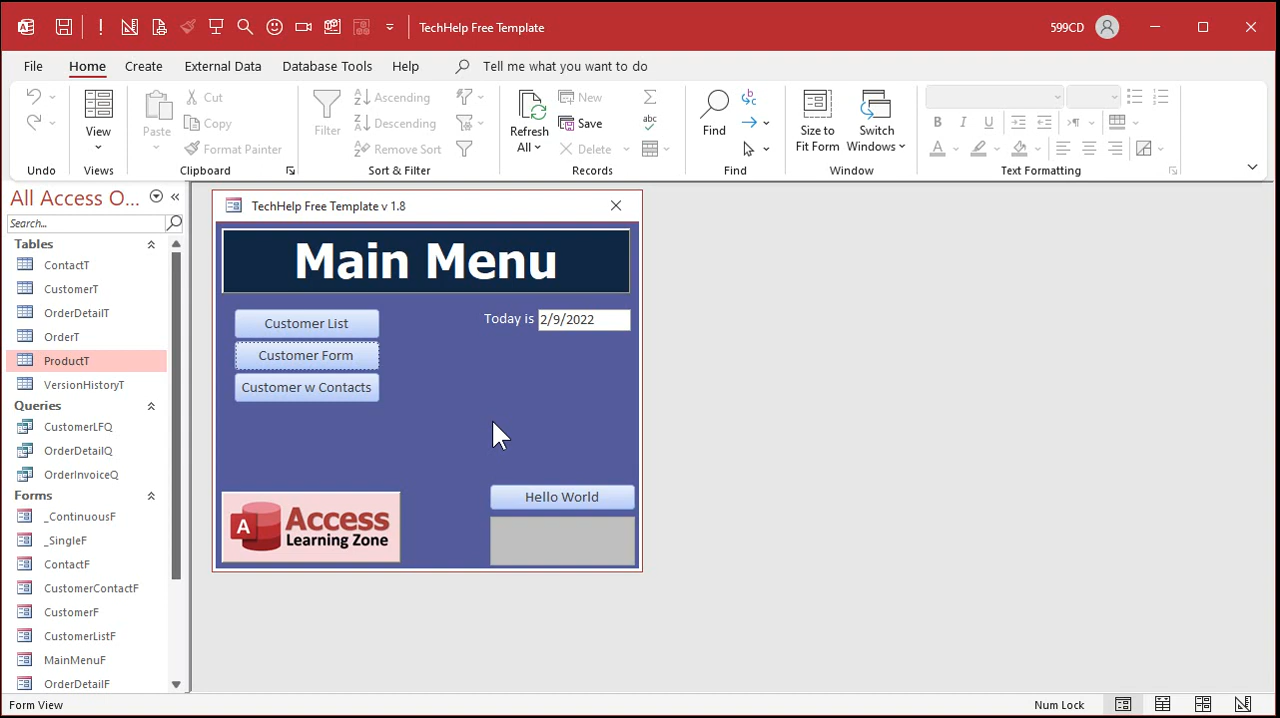 TechHelp Free Template
599CD
File Home Create External Data Database Tools Help Tell me what you want to do
View
Paste
Cut
Copy
Format Painter
Filter
Ascending
Descending
Remove Sort
Refresh All
New
Save
Delete
abc
Find
Size to Fit Form
Switch Windows
B I U
A
Undo Views Clipboard Sort & Filter Records Find Window Text Formatting
All Access O...
Search...
Tables
ContactT
CustomerT
OrderDetailT
OrderT
ProductT
VersionHistoryT
Queries
CustomerLFQ
OrderDetailQ
OrderInvoiceQ
Forms
_ContinuousF
_SingleF
ContactF
CustomerContactF
CustomerF
CustomerListF
MainMenuF
OrderDetailF
TechHelp Free Template v 1.8
Main Menu
Customer List
Today is 2/9/2022
Customer Form
Customer w Contacts
Hello World
A Access
Learning Zone
Form View
Num Lock